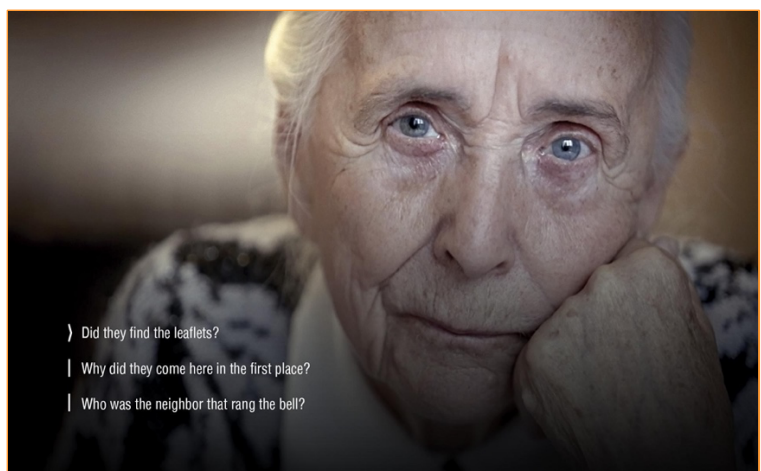 Did they find the leaflets?
Why did they come here in the first place?
Who was the neighbor that rang the bell?